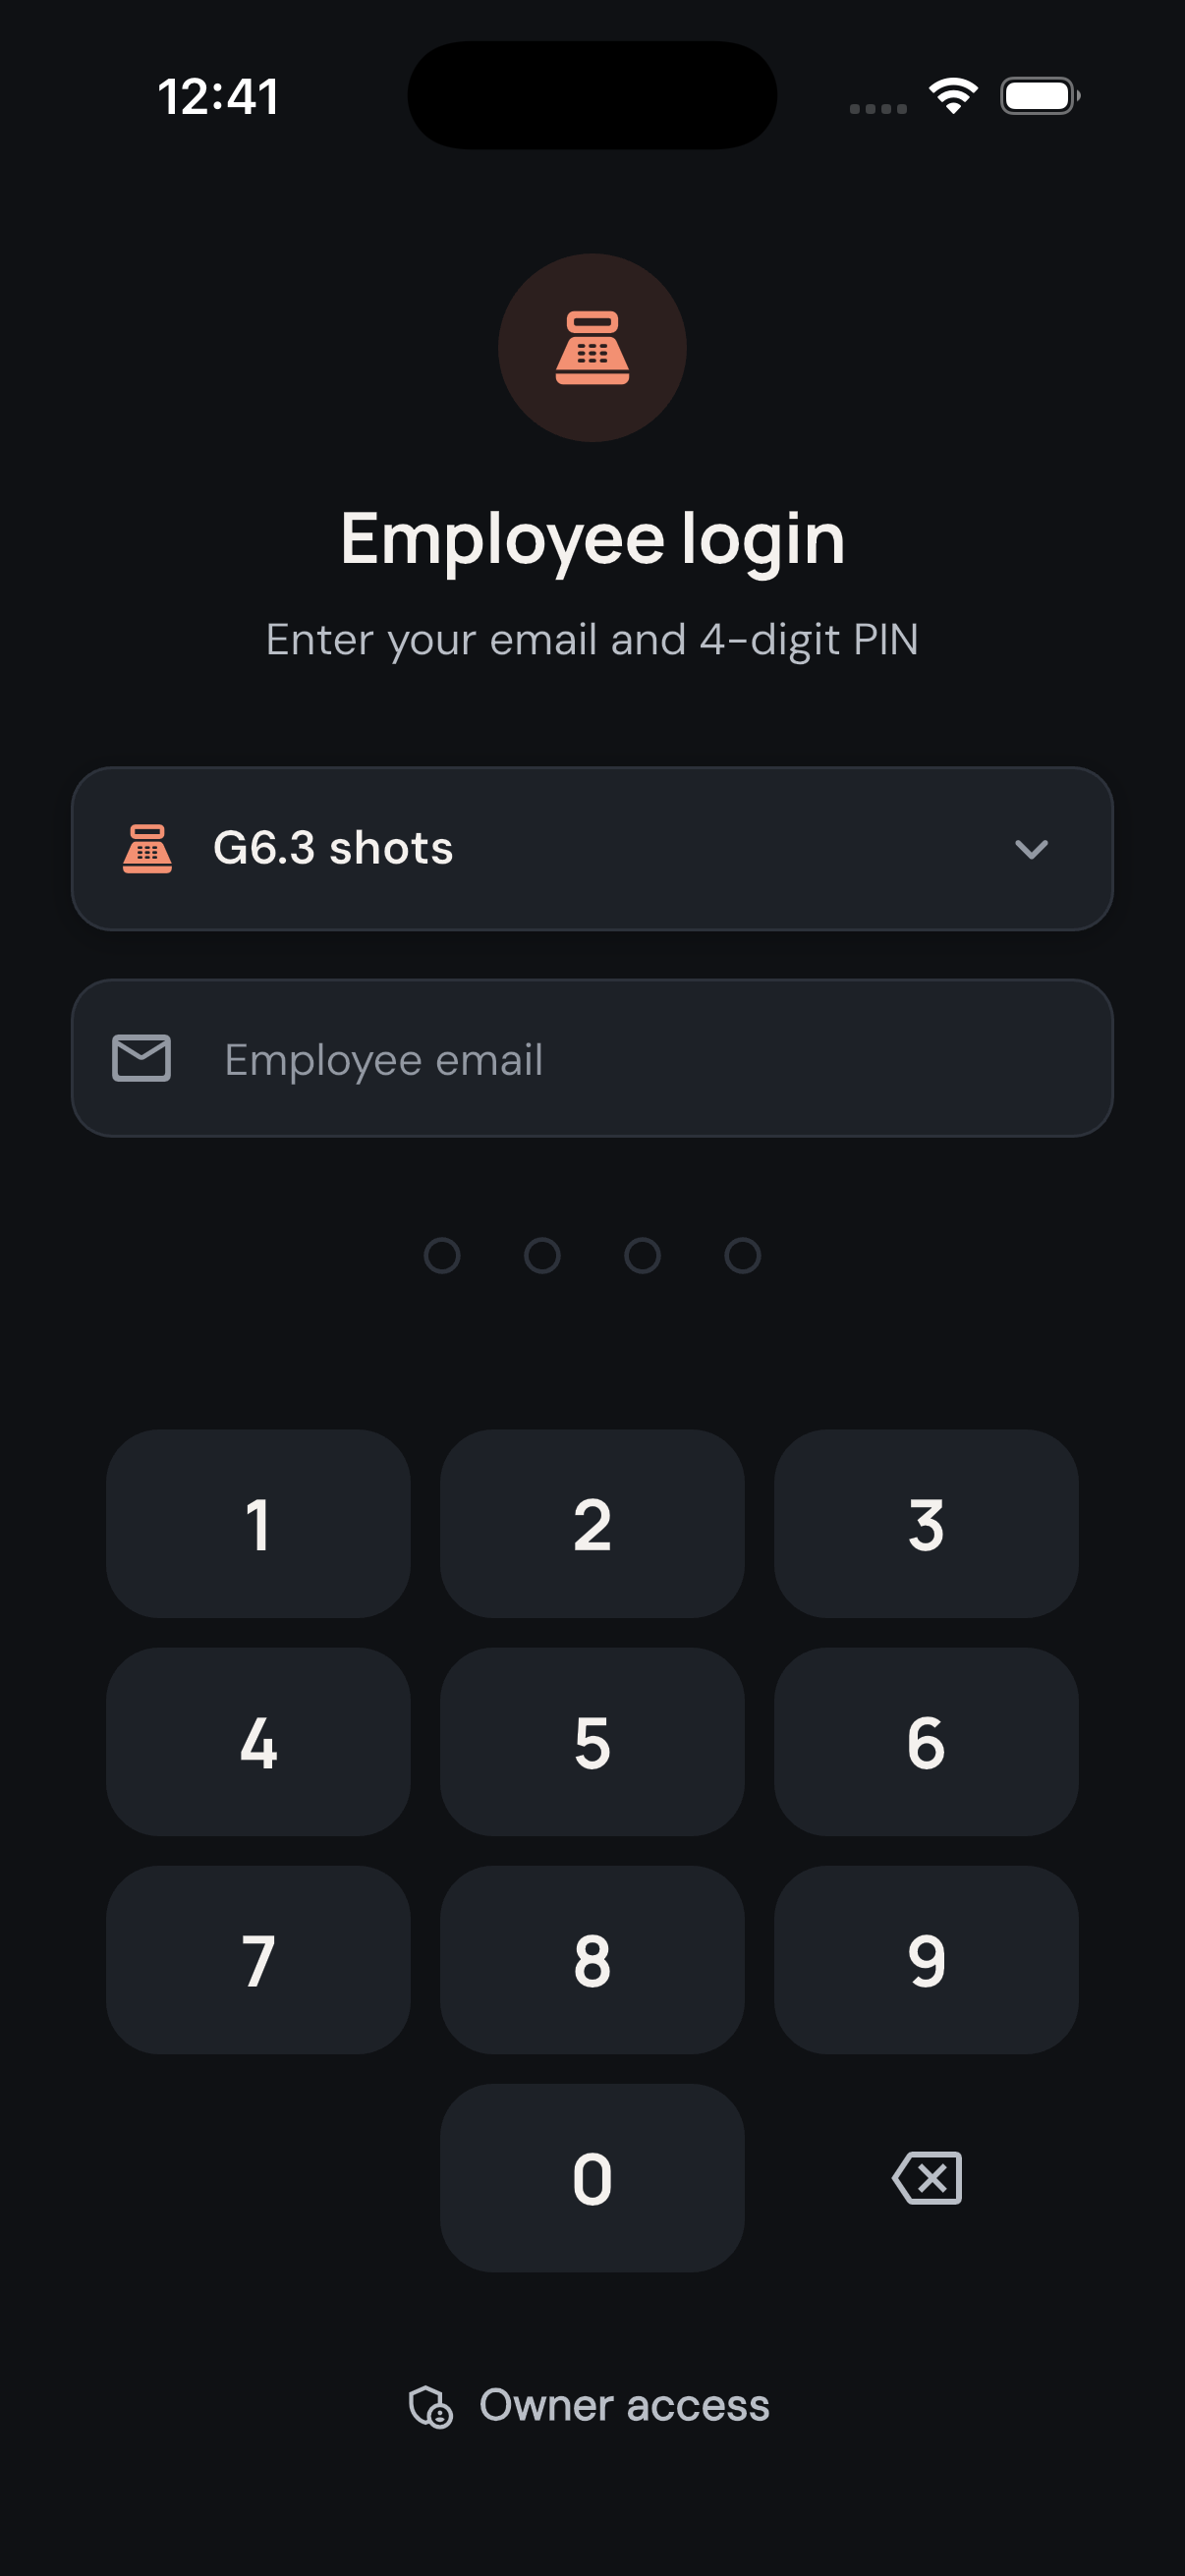 12:41
Employee login
Enter your email and 4-digit PIN
G6.3 shots
Employee email
1 2 3
4 5 6
7 8 9
0
Owner access